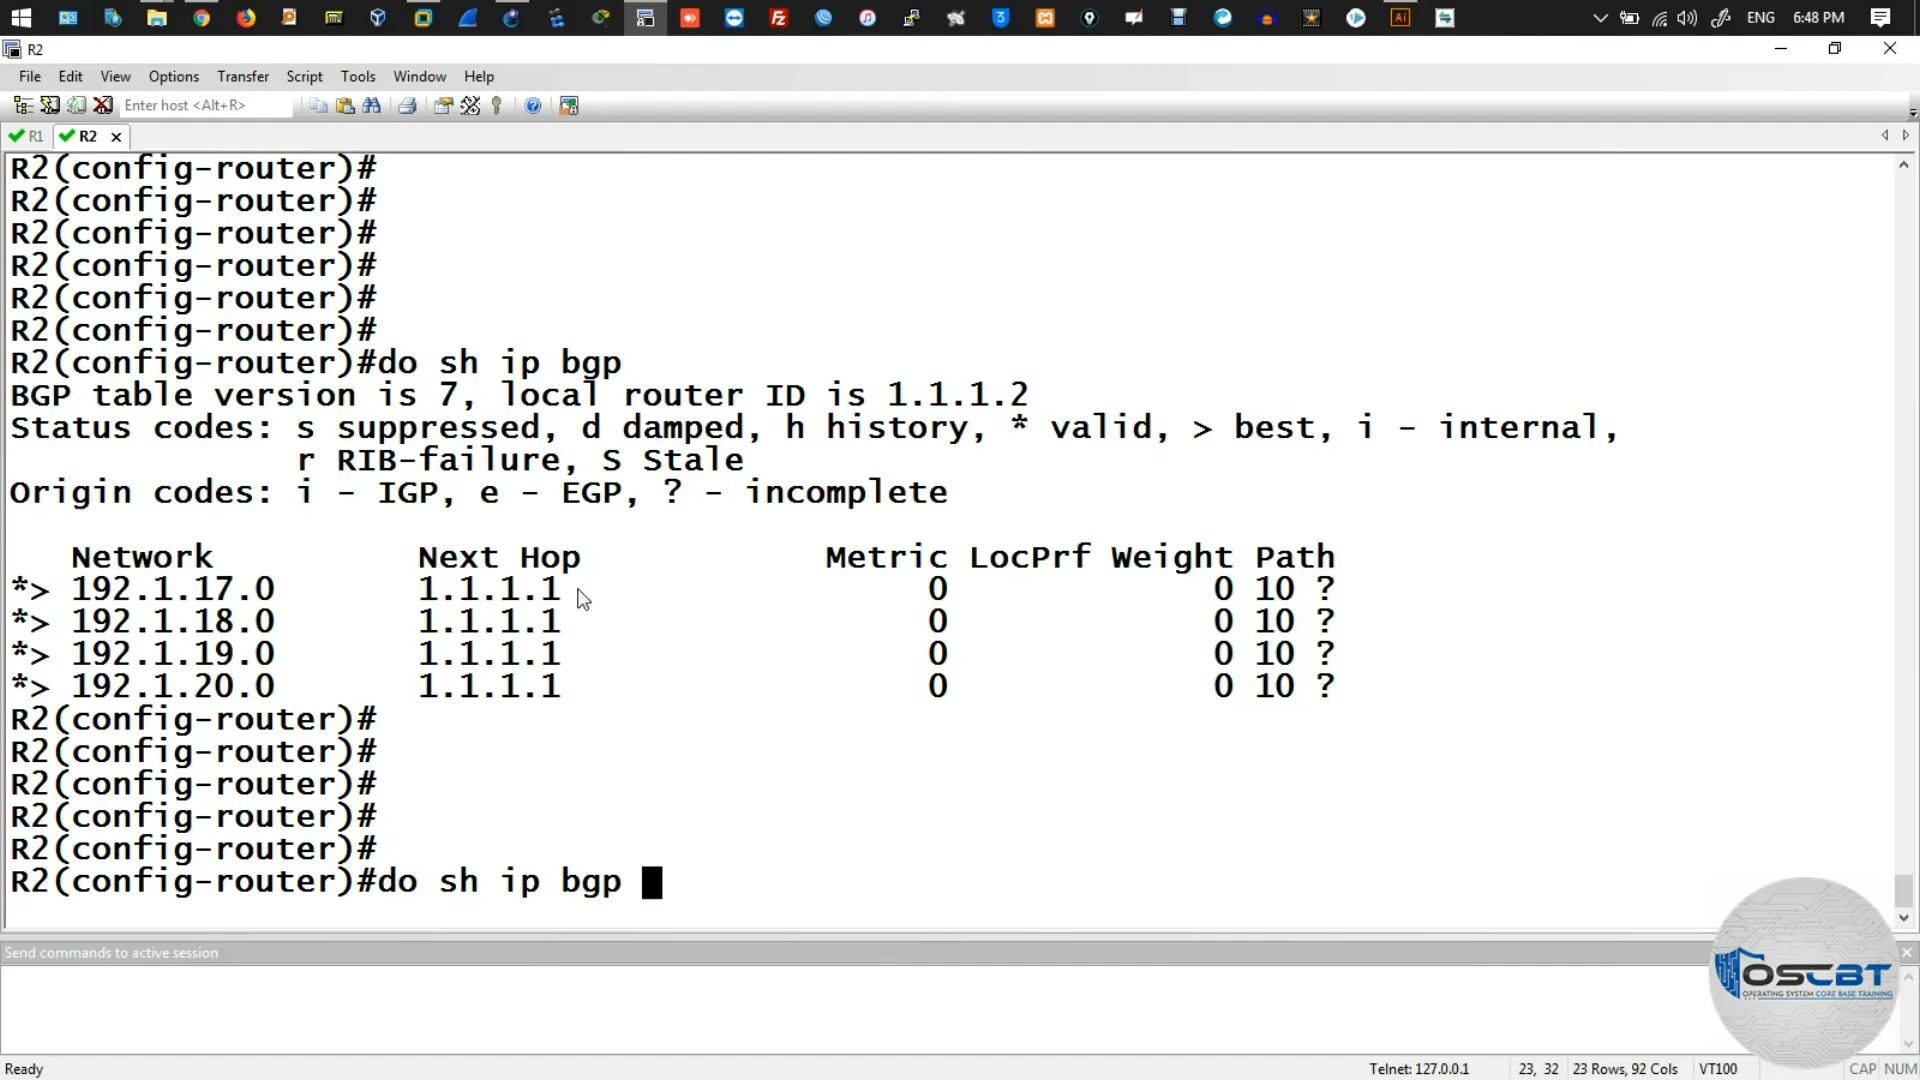 ENG 6:48 PM
R2
File Edit View Options Transfer Script Tools Window Help
Enter host <Alt+R>
R1 R2
R2(config-router)#
R2(config-router)#
R2(config-router)#
R2(config-router)#
R2(config-router)#
R2(config-router)#
R2(config-router)#do sh ip bgp
BGP table version is 7, local router ID is 1.1.1.2
Status codes: s suppressed, d damped, h history, * valid, > best, i - internal,
r RIB-failure, S Stale
Origin codes: i - IGP, e - EGP, ? - incomplete
Network Next Hop Metric LocPrf Weight Path
*> 192.1.17.0 1.1.1.1 0 0 10 ?
*> 192.1.18.0 1.1.1.1 0 0 10 ?
*> 192.1.19.0 1.1.1.1 0 0 10 ?
*> 192.1.20.0 1.1.1.1 0 0 10 ?
R2(config-router)#
R2(config-router)#
R2(config-router)#
R2(config-router)#
R2(config-router)#
R2(config-router)#do sh ip bgp
Send commands to active session
OSCBT
OPERATING SYSTEM CORE BASE TRAINING
Ready Telnet: 127.0.0.1 23, 32 23 Rows, 92 Cols VT100 CAP NUM